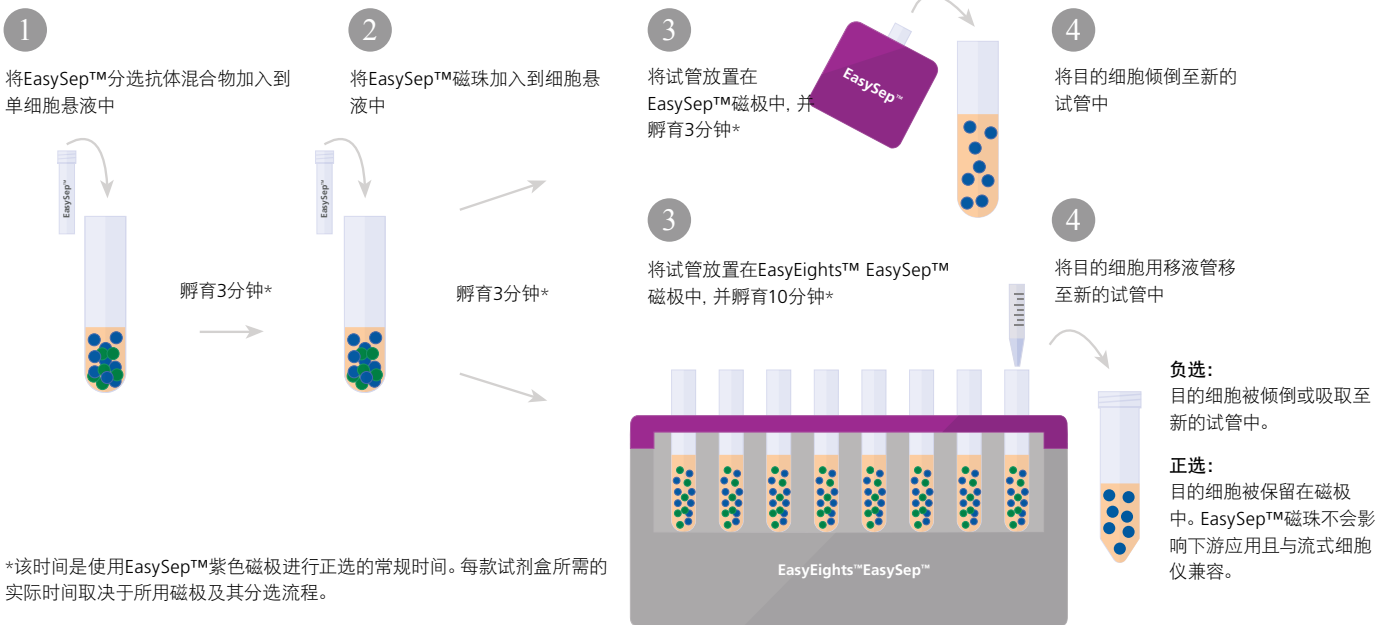 1
将EasySep™分选抗体混合物加入到
单细胞悬液中
EasySep™
孵育3分钟*
2
将EasySep™磁珠加入到细胞悬
液中
EasySep™
孵育3分钟*
3
将试管放置在
EasySep™磁极中, 并
孵育3分钟*
EasySep™
4
将目的细胞倾倒至新的
试管中
3
将试管放置在EasyEights™ EasySep™
磁极中, 并孵育10分钟*
EasyEights™EasySep™
4
将目的细胞用移液管移
至新的试管中
负选：
目的细胞被倾倒或吸取至
新的试管中。
正选：
目的细胞被保留在磁极
中。EasySep™磁珠不会影
响下游应用且与流式细胞
仪兼容。
*该时间是使用EasySep™紫色磁极进行正选的常规时间。每款试剂盒所需的
实际时间取决于所用磁极及其分选流程。